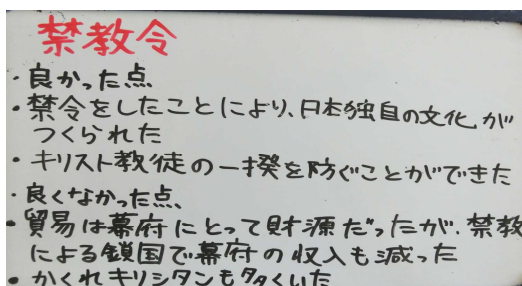 禁教令
・良かった点
・禁令をしたことにより、日本独自の文化が
つくられた
・キリスト教徒の一揆を防ぐことができた
・良くなかった点、
・貿易は幕府にとって財源だったが、禁教
による鎖国で幕府の収入も減った
・かくれキリシタンも多くいた